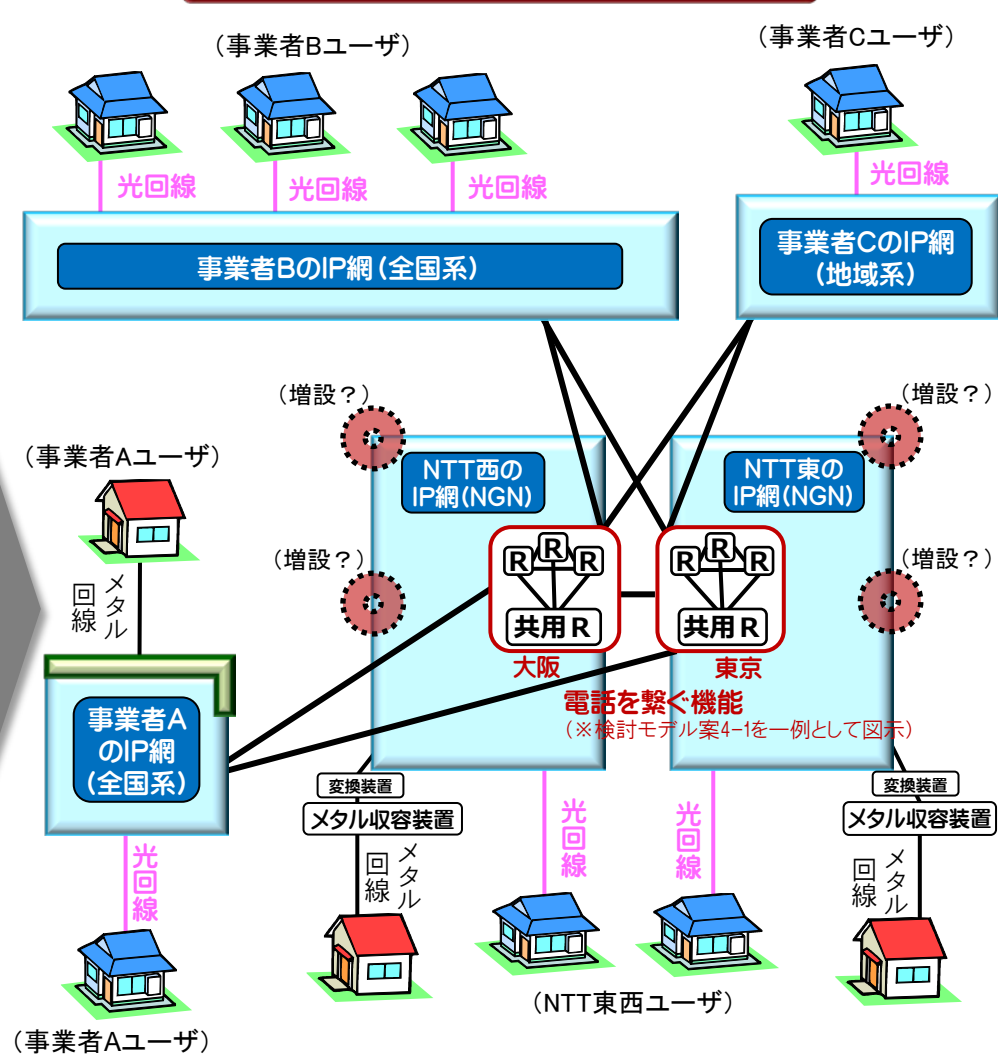 (事業者Bユーザ)
(事業者Cユーザ)
光回線
光回線
光回線
光回線
事業者BのIP網(全国系)
事業者CのIP網
(地域系)
(増設?)
(増設?)
(事業者Aユーザ)
NTT西の
IP網(NGN)
NTT東の
IP網(NGN)
R
R
R
R
R
R
(増設?)
(増設?)
メタル
回線
共用R
共用R
大阪
東京
電話を繋ぐ機能
(※検討モデル案4-1を一例として図示)
事業者A
のIP網
(全国系)
変換装置
変換装置
メタル収容装置
メタル収容装置
光回線
光回線
光回線
メタル
回線
メタル
回線
(NTT東西ユーザ)
(事業者Aユーザ)